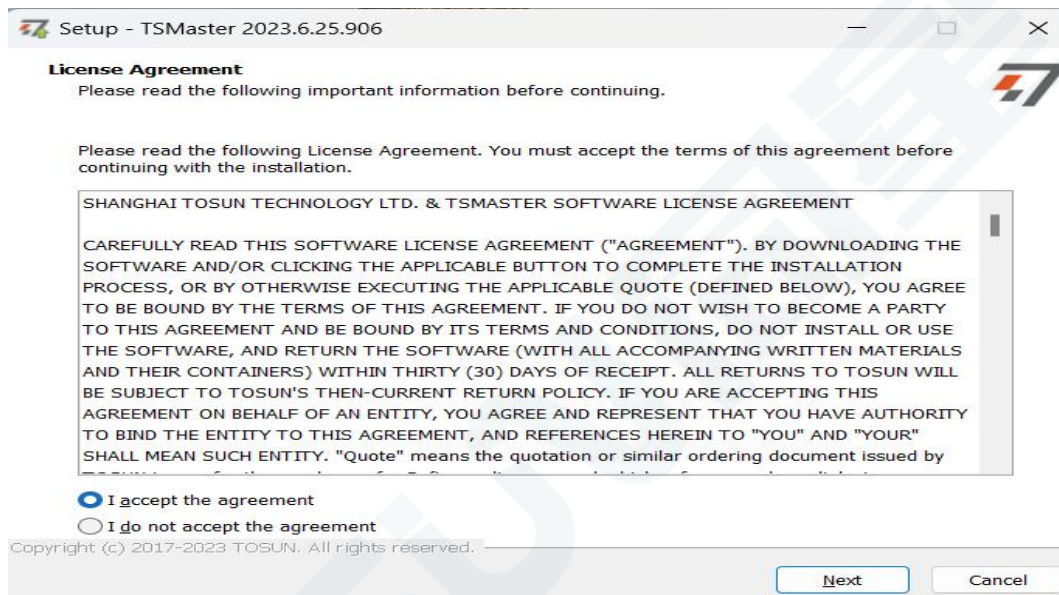 Setup - TSMaster 2023.6.25.906
License Agreement
Please read the following important information before continuing.
Please read the following License Agreement. You must accept the terms of this agreement before
continuing with the installation.
SHANGHAI TOSUN TECHNOLOGY LTD. & TSMASTER SOFTWARE LICENSE AGREEMENT
CAREFULLY READ THIS SOFTWARE LICENSE AGREEMENT ("AGREEMENT"). BY DOWNLOADING THE
SOFTWARE AND/OR CLICKING THE APPLICABLE BUTTON TO COMPLETE THE INSTALLATION
PROCESS, OR BY OTHERWISE EXECUTING THE APPLICABLE QUOTE (DEFINED BELOW), YOU AGREE
TO BE BOUND BY THE TERMS OF THIS AGREEMENT. IF YOU DO NOT WISH TO BECOME A PARTY
TO THIS AGREEMENT AND BE BOUND BY ITS TERMS AND CONDITIONS, DO NOT INSTALL OR USE
THE SOFTWARE, AND RETURN THE SOFTWARE (WITH ALL ACCOMPANYING WRITTEN MATERIALS
AND THEIR CONTAINERS) WITHIN THIRTY (30) DAYS OF RECEIPT. ALL RETURNS TO TOSUN WILL
BE SUBJECT TO TOSUN'S THEN-CURRENT RETURN POLICY. IF YOU ARE ACCEPTING THIS
AGREEMENT ON BEHALF OF AN ENTITY, YOU AGREE AND REPRESENT THAT YOU HAVE AUTHORITY
TO BIND THE ENTITY TO THIS AGREEMENT, AND REFERENCES HEREIN TO "YOU" AND "YOUR"
SHALL MEAN SUCH ENTITY. "Quote" means the quotation or similar ordering document issued by
I accept the agreement
I do not accept the agreement
Copyright (c) 2017-2023 TOSUN. All rights reserved.
Next
Cancel